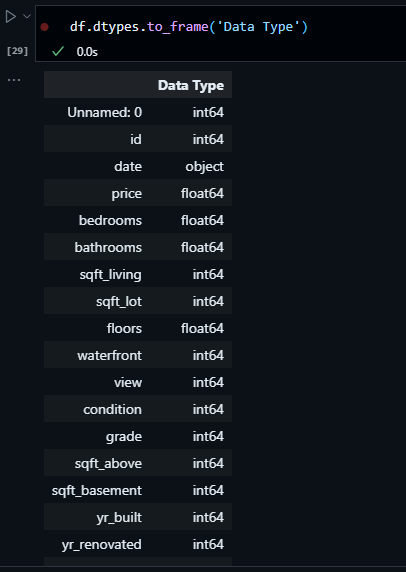 df.dtypes.to_frame('Data Type')
[29] 0.0s
...
Data Type
Unnamed: 0 int64
id int64
date object
price float64
bedrooms float64
bathrooms float64
sqft_living int64
sqft_lot int64
floors float64
waterfront int64
view int64
condition int64
grade int64
sqft_above int64
sqft_basement int64
yr_built int64
yr_renovated int64